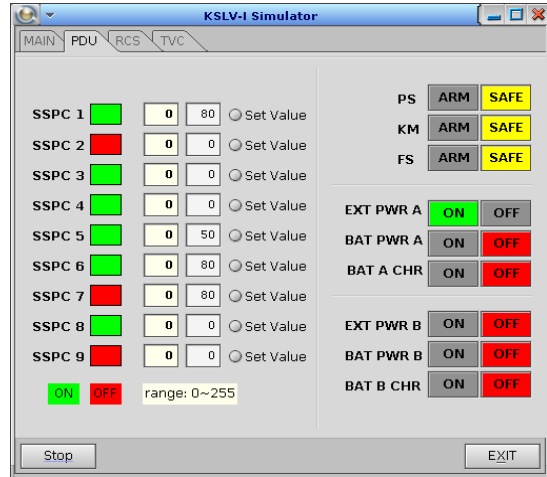 KSLV-I Simulator
MAIN PDU RCS TVC
SSPC 1 0 80 Set Value
SSPC 2 0 0 Set Value
SSPC 3 0 0 Set Value
SSPC 4 0 0 Set Value
SSPC 5 0 50 Set Value
SSPC 6 0 80 Set Value
SSPC 7 0 80 Set Value
SSPC 8 0 0 Set Value
SSPC 9 0 0 Set Value
ON OFF range: 0~255
PS ARM SAFE
KM ARM SAFE
FS ARM SAFE
EXT PWR A ON OFF
BAT PWR A ON OFF
BAT A CHR ON OFF
EXT PWR B ON OFF
BAT PWR B ON OFF
BAT B CHR ON OFF
Stop EXIT